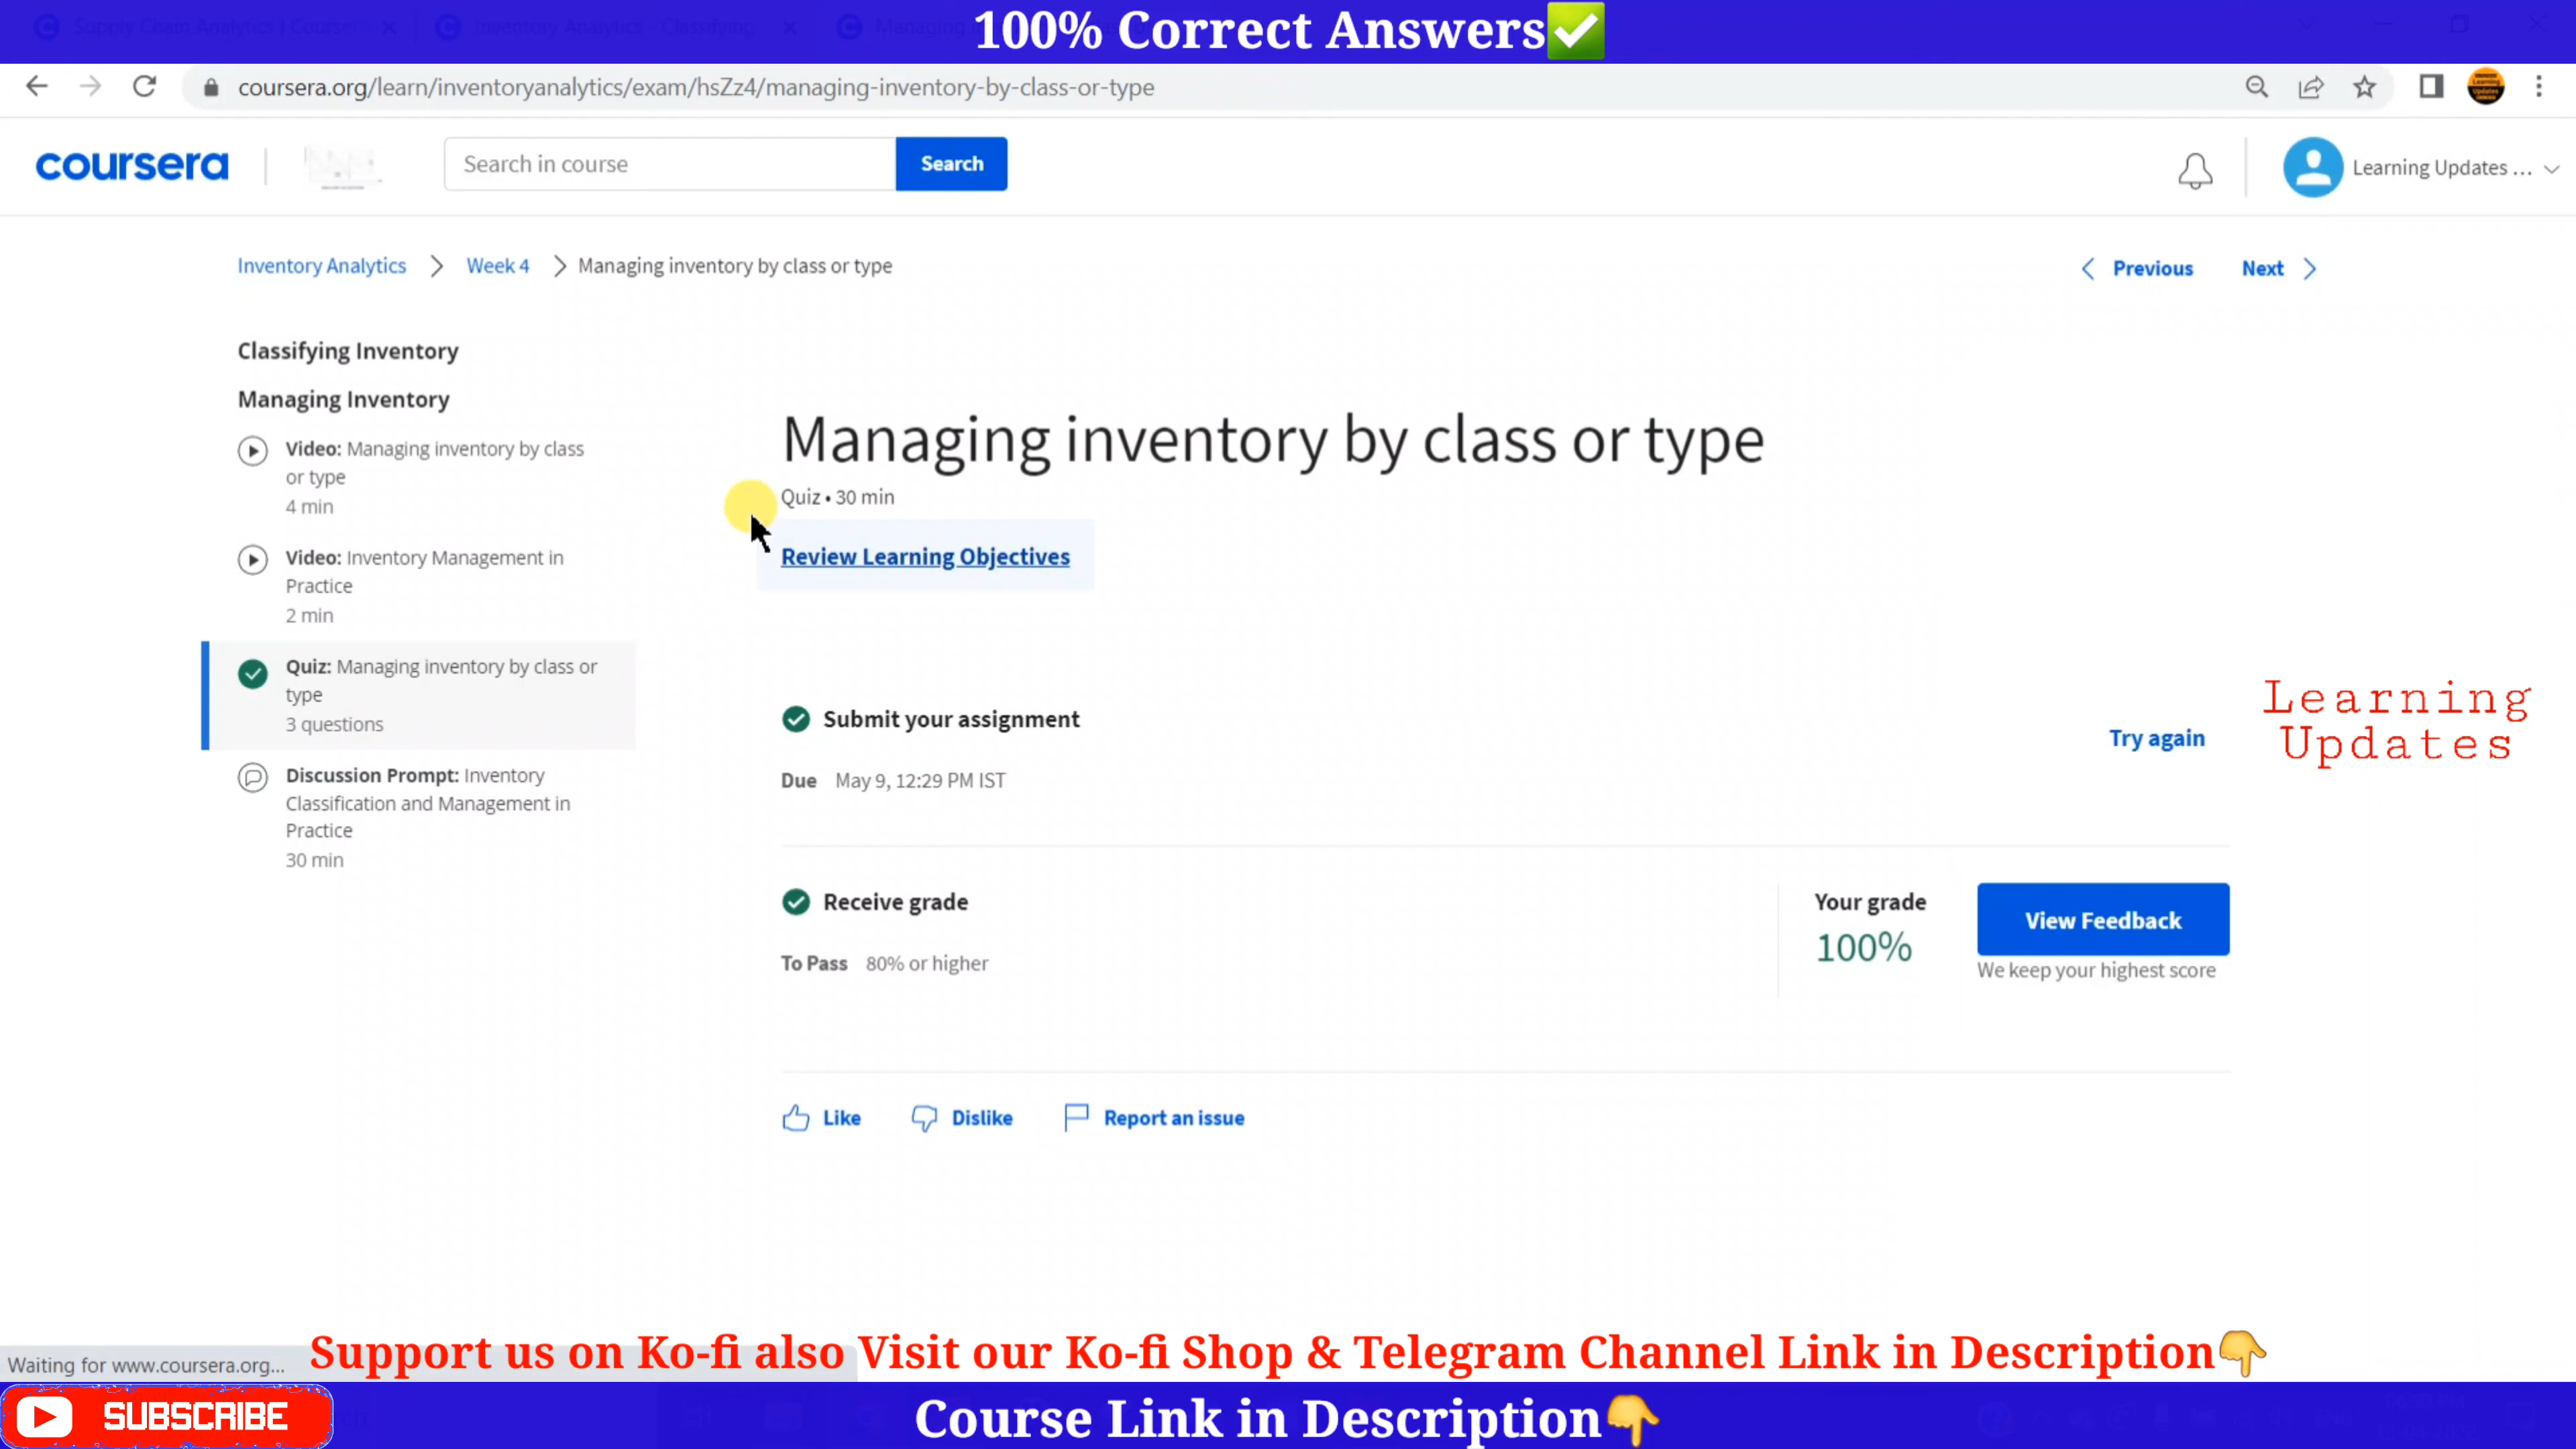 100% Correct Answers✅
Supply Chain Analytics | Course
Inventory Analytics - Classifying
coursera.org/learn/inventoryanalytics/exam/hsZz4/managing-inventory-by-class-or-type
coursera
Search in course
Search
Learning Updates ...
Inventory Analytics
Week 4
Managing inventory by class or type
Previous
Next
Classifying Inventory
Managing Inventory
Video: Managing inventory by class
or type
4 min
Video: Inventory Management in
Practice
2 min
Quiz: Managing inventory by class or
type
3 questions
Discussion Prompt: Inventory
Classification and Management in
Practice
30 min
Managing inventory by class or type
Quiz • 30 min
Review Learning Objectives
Submit your assignment
Due May 9, 12:29 PM IST
Try again
Learning
Updates
Receive grade
To Pass 80% or higher
Your grade
100%
View Feedback
We keep your highest score
Like
Dislike
Report an issue
Waiting for www.coursera.org...
Support us on Ko-fi also Visit our Ko-fi Shop & Telegram Channel Link in Description👇
SUBSCRIBE
Course Link in Description👇